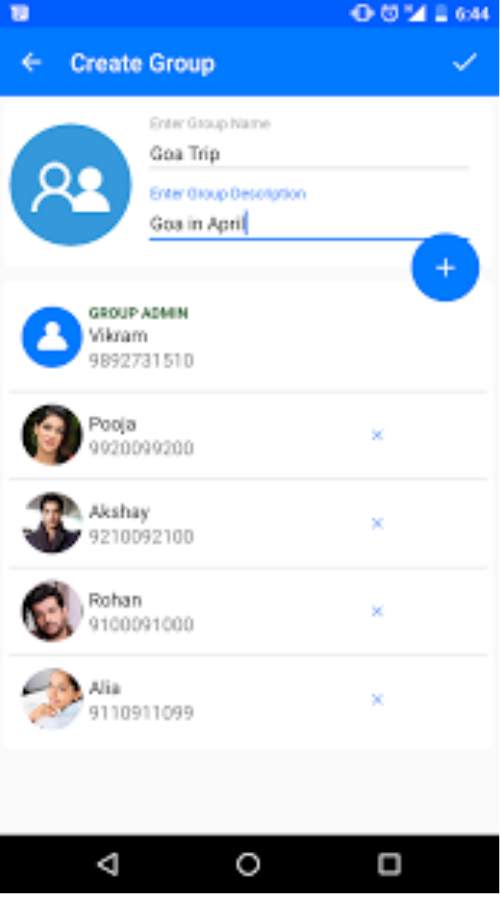 6:44
Create Group
Enter Group Name
Goa Trip
Enter Group Description
Goa in April
GROUP ADMIN
Vikram
9892731510
Pooja
9920099200
Akshay
9210092100
Rohan
9100091000
Alia
9110911099